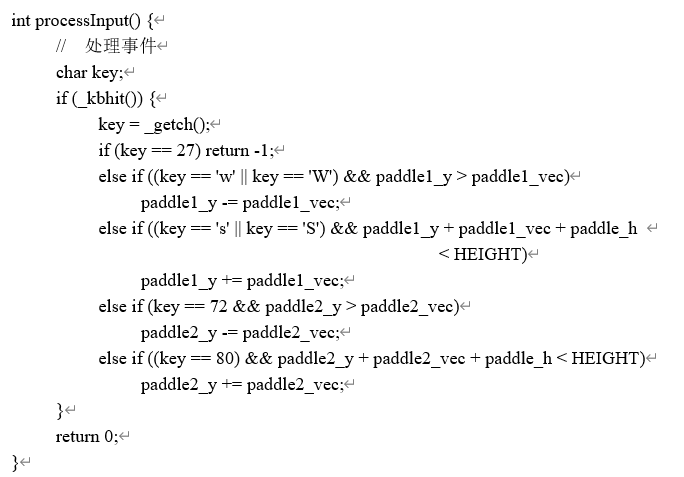 int processInput() {
// 处理事件
char key;
if (_kbhit()) {
key = _getch();
if (key == 27) return -1;
else if ((key == 'w' || key == 'W') && paddle1_y > paddle1_vec)
paddle1_y -= paddle1_vec;
else if ((key == 's' || key == 'S') && paddle1_y + paddle1_vec + paddle_h
< HEIGHT)
paddle1_y += paddle1_vec;
else if (key == 72 && paddle2_y > paddle2_vec)
paddle2_y -= paddle2_vec;
else if ((key == 80) && paddle2_y + paddle2_vec + paddle_h < HEIGHT)
paddle2_y += paddle2_vec;
}
return 0;
}